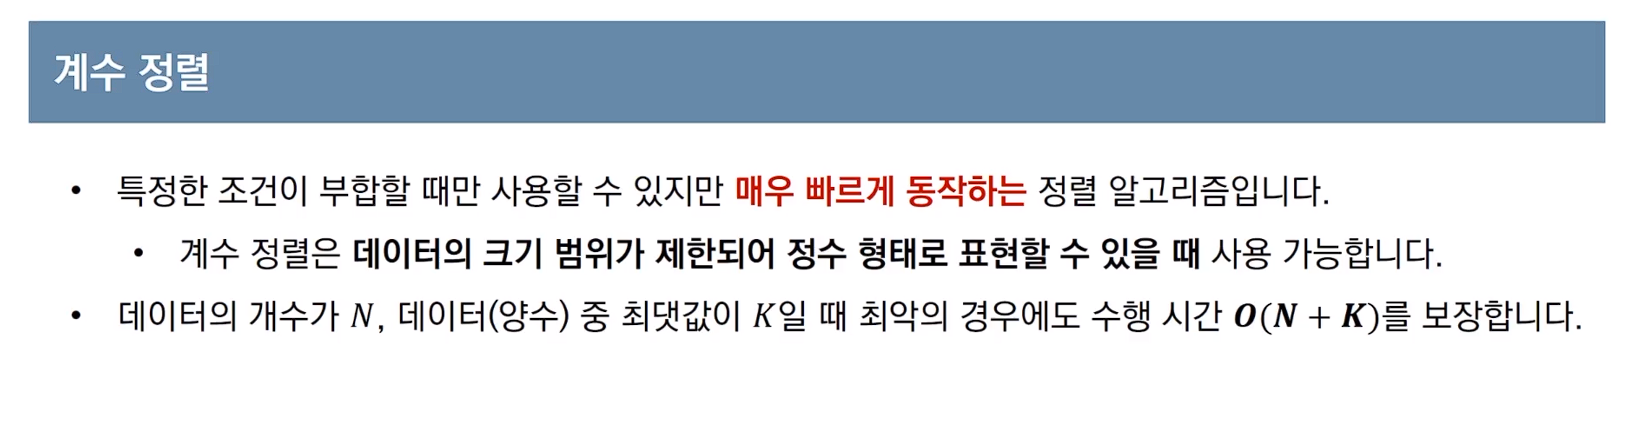 계수 정렬
• 특정한 조건이 부합할 때만 사용할 수 있지만 매우 빠르게 동작하는 정렬 알고리즘입니다.
• 계수 정렬은 데이터의 크기 범위가 제한되어 정수 형태로 표현할 수 있을 때 사용 가능합니다.
• 데이터의 개수가 N, 데이터(양수) 중 최댓값이 K일 때 최악의 경우에도 수행 시간 O(N + K)를 보장합니다.